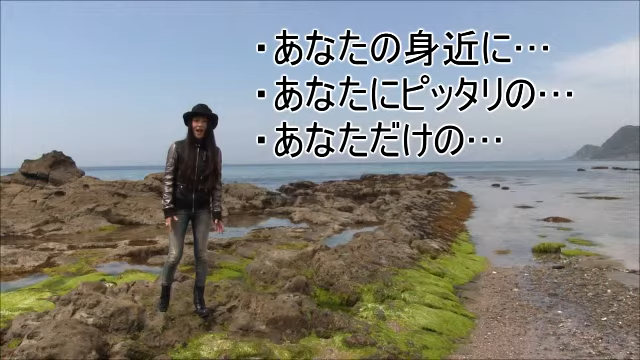 ・あなたの身近に…
・あなたにピッタリの…
・あなただけの…